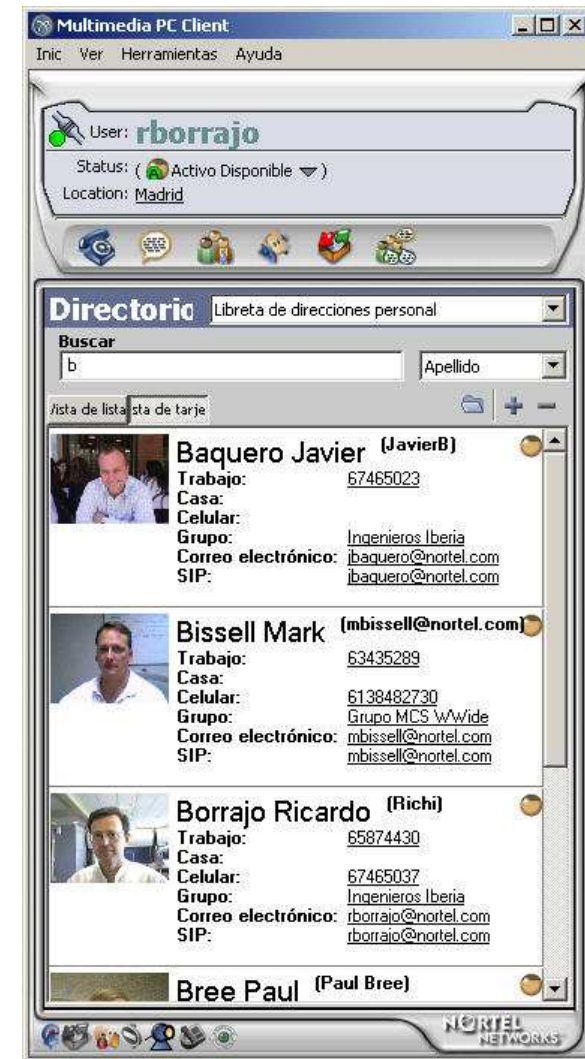 Multimedia PC Client
Inic Ver Herramientas Ayuda
User: rborrajo
Status: ( Activo Disponible )
Location: Madrid
Directorio Libreta de direcciones personal
Buscar
b Apellido
Vista de lista sta de tarje
Baquero Javier (JavierB)
Trabajo: 67465023
Casa:
Celular:
Grupo: Ingenieros Iberia
Correo electrónico: jbaquero@nortel.com
SIP: jbaquero@nortel.com
Bissell Mark (mbissell@nortel.com)
Trabajo: 63435289
Casa:
Celular: 6138482730
Grupo: Grupo MCS WWide
Correo electrónico: mbissell@nortel.com
SIP: mbissell@nortel.com
Borrajo Ricardo (Richi)
Trabajo: 65874430
Casa:
Celular: 67465037
Grupo: Ingenieros Iberia
Correo electrónico: rborrajo@nortel.com
SIP: rborrajo@nortel.com
Bree Paul (Paul Bree)
NORTEL
NETWORKS